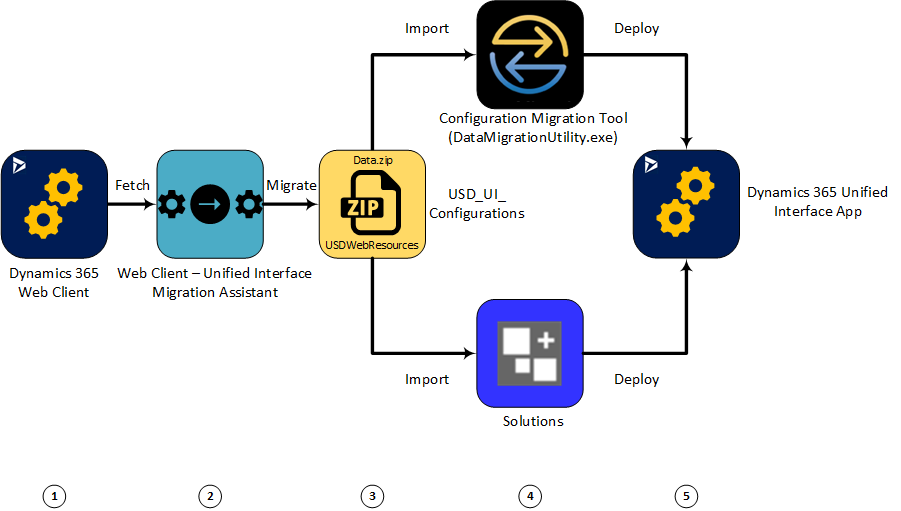 Import
Deploy
Configuration Migration Tool
(DataMigrationUtility.exe)
Fetch
Migrate
Data.zip
ZIP
USDWebResources
USD_UI_
Configurations
Dynamics 365 Unified
Interface App
Dynamics 365
Web Client
Web Client – Unified Interface
Migration Assistant
Import
Deploy
Solutions
1
2
3
4
5